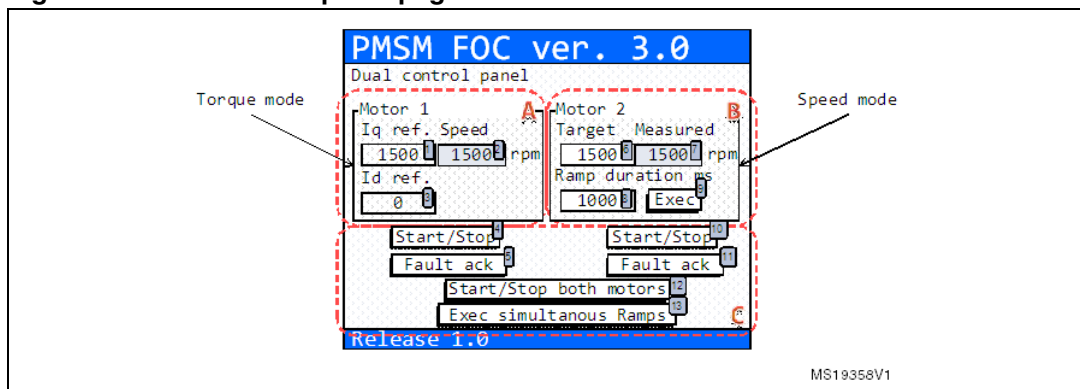 PMSM FOC ver. 3.0
Dual control panel
Torque mode
Speed mode
Motor 1 A
Iq ref. Speed
1500 1 1500 2 rpm
Id ref.
0 3
Motor 2 B
Target Measured
1500 6 1500 7 rpm
Ramp duration ms
1000 8 Exec 9
Start/Stop 4
Start/Stop 10
Fault ack 5
Fault ack 11
Start/Stop both motors 12
Exec simultanous Ramps 13
C
Release 1.0
MS19358V1